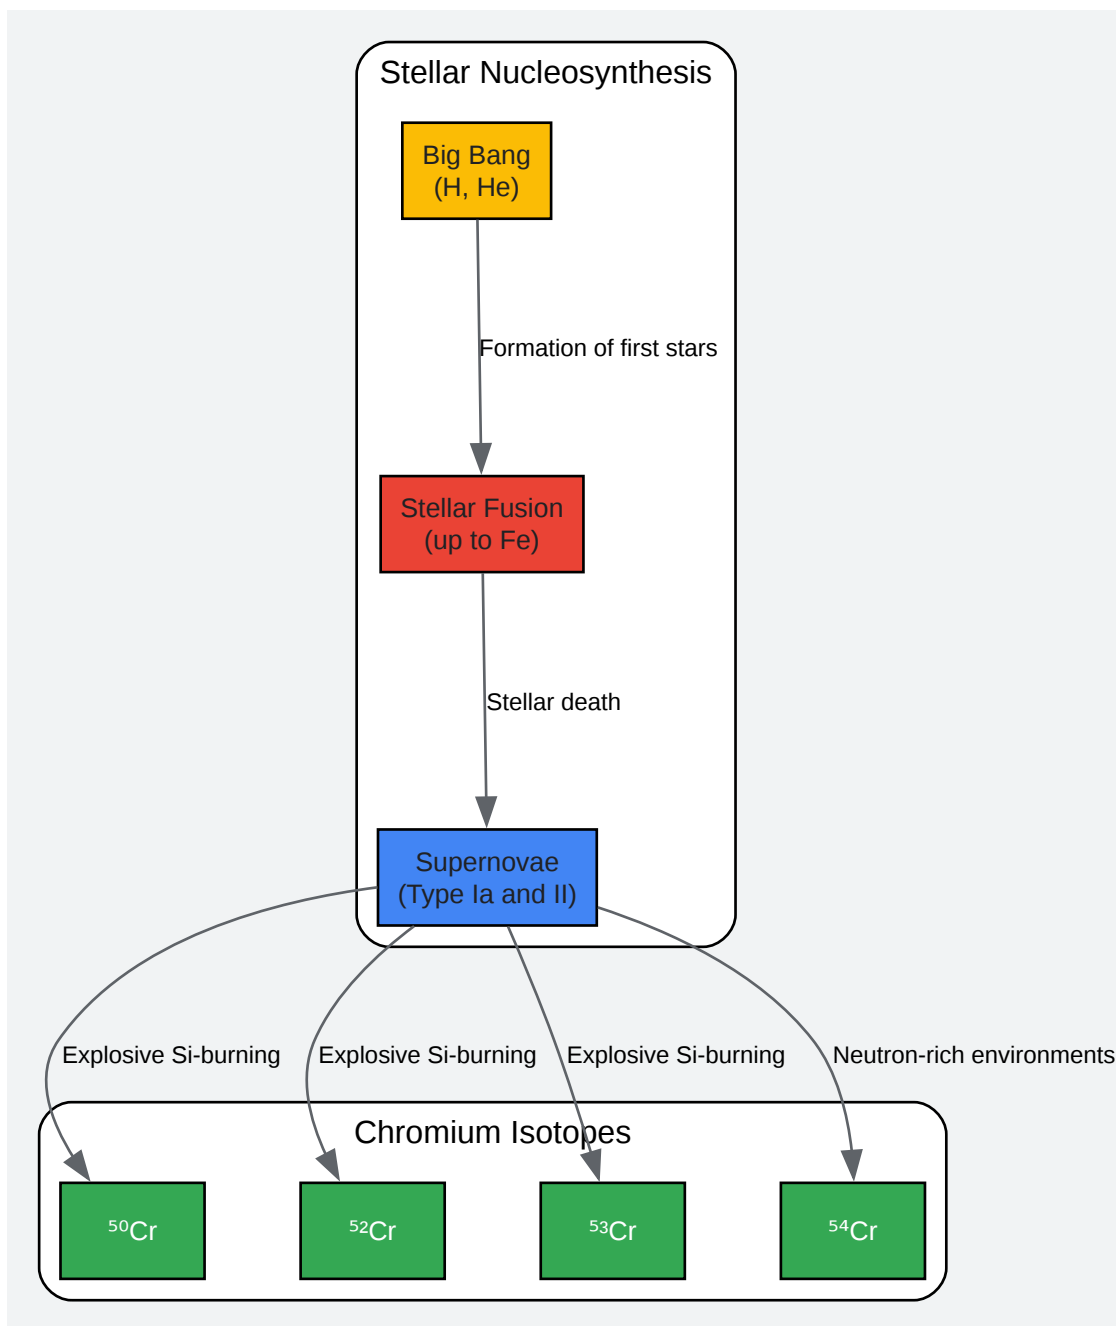 Stellar Nucleosynthesis
Big Bang
(H, He)
Formation of first stars
Stellar Fusion
(up to Fe)
Stellar death
Supernovae
(Type Ia and II)
Explosive Si-burning
Explosive Si-burning
Explosive Si-burning
Neutron-rich environments
Chromium Isotopes
⁵⁰Cr
⁵²Cr
⁵³Cr
⁵⁴Cr